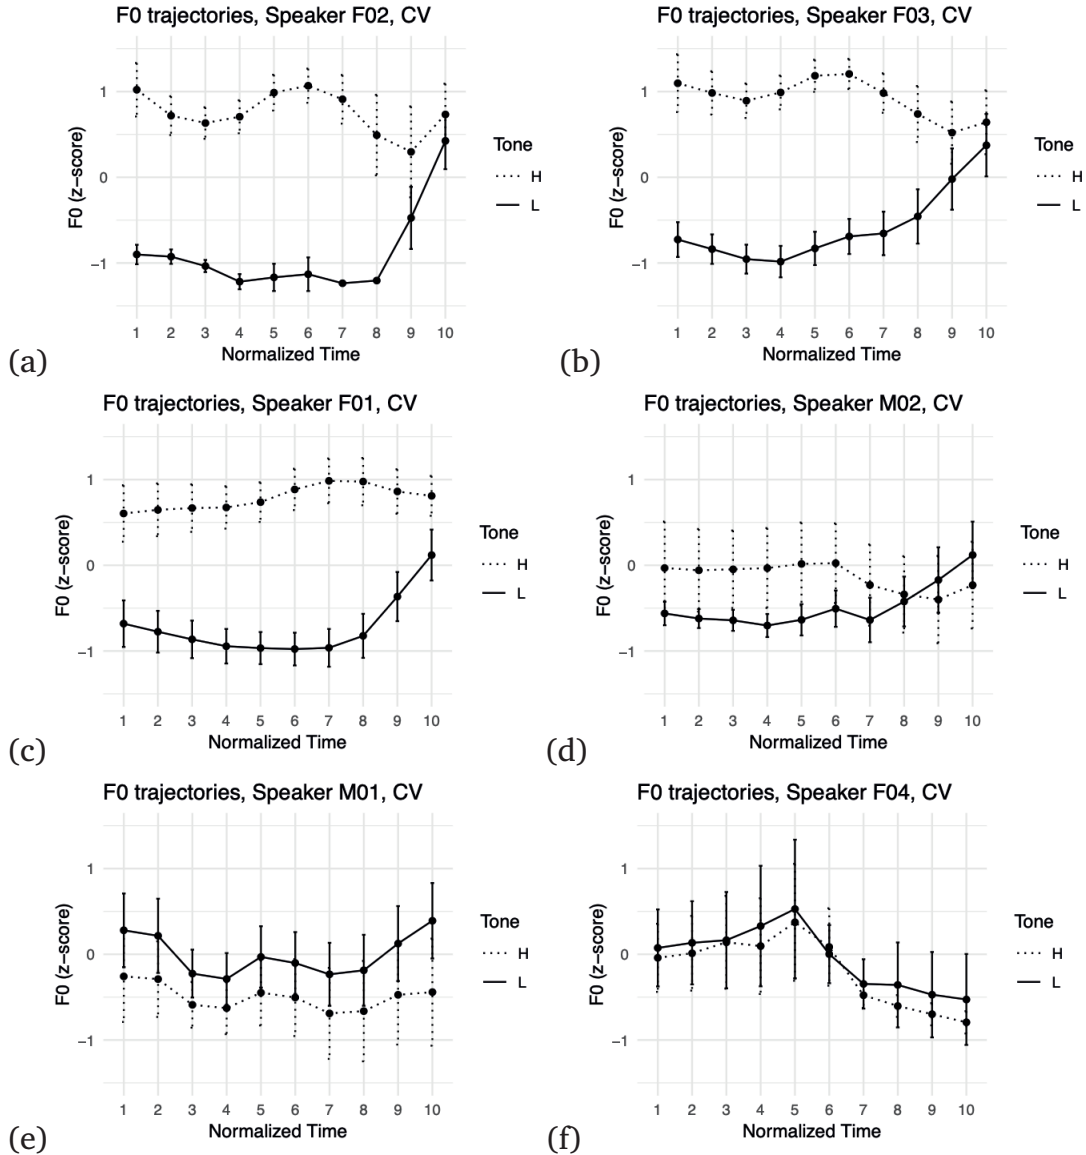 F0 trajectories, Speaker F02, CV
F0 (z−score)
1
0
−1
1 2 3 4 5 6 7 8 9 10
Normalized Time
Tone
H
L
(a)
F0 trajectories, Speaker F03, CV
F0 (z−score)
1
0
−1
1 2 3 4 5 6 7 8 9 10
Normalized Time
Tone
H
L
(b)
F0 trajectories, Speaker F01, CV
F0 (z−score)
1
0
−1
1 2 3 4 5 6 7 8 9 10
Normalized Time
Tone
H
L
(c)
F0 trajectories, Speaker M02, CV
F0 (z−score)
1
0
−1
1 2 3 4 5 6 7 8 9 10
Normalized Time
Tone
H
L
(d)
F0 trajectories, Speaker M01, CV
F0 (z−score)
1
0
−1
1 2 3 4 5 6 7 8 9 10
Normalized Time
Tone
H
L
(e)
F0 trajectories, Speaker F04, CV
F0 (z−score)
1
0
−1
1 2 3 4 5 6 7 8 9 10
Normalized Time
Tone
H
L
(f)